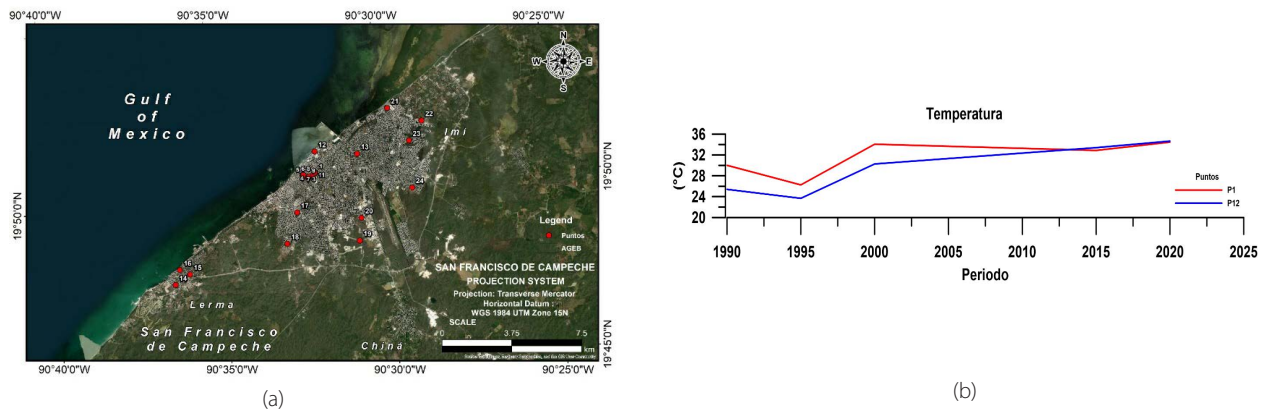 90°40'0"W 90°35'0"W 90°30'0"W 90°25'0"W
N
W E
S
Gulf
of
Mexico
21
22
Imí
23
12
13
19°50'0"N
11
24
17
20
18
19
16
15
14
19°50'0"N
Legend
Puntos
AGEB
SAN FRANCISCO DE CAMPECHE
PROJECTION SYSTEM
Projection: Transverse Mercator
Horizontal Datum :
WGS 1984 UTM Zone 15N
SCALE
0 3.75 7.5
km
Lerma
San Francisco
de Campeche
China
19°45'0"N
90°40'0"W 90°35'0"W 90°30'0"W 90°25'0"W
(a)
Temperatura
36
32
28
24
20
(°C)
Puntos
P1
P12
1990 1995 2000 2005 2010 2015 2020 2025
Periodo
(b)